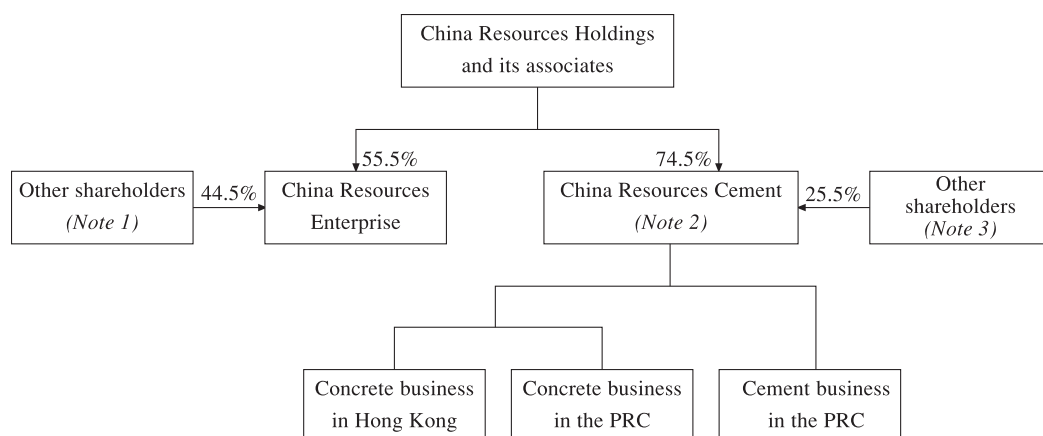 China Resources Holdings
and its associates
55.5%
74.5%
Other shareholders
(Note 1)
44.5%
China Resources
Enterprise
China Resources Cement
(Note 2)
25.5%
Other
shareholders
(Note 3)
Concrete business
in Hong Kong
Concrete business
in the PRC
Cement business
in the PRC